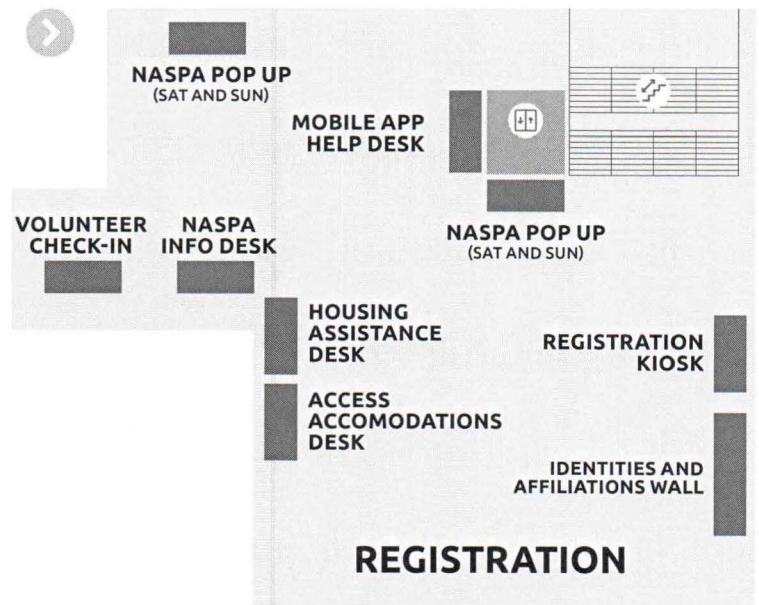 NASPA POP UP
(SAT AND SUN)
MOBILE APP
HELP DESK
NASPA POP UP
(SAT AND SUN)
VOLUNTEER
CHECK-IN
NASPA
INFO DESK
HOUSING
ASSISTANCE
DESK
ACCESS
ACCOMODATIONS
DESK
REGISTRATION
KIOSK
IDENTITIES AND
AFFILIATIONS WALL
REGISTRATION